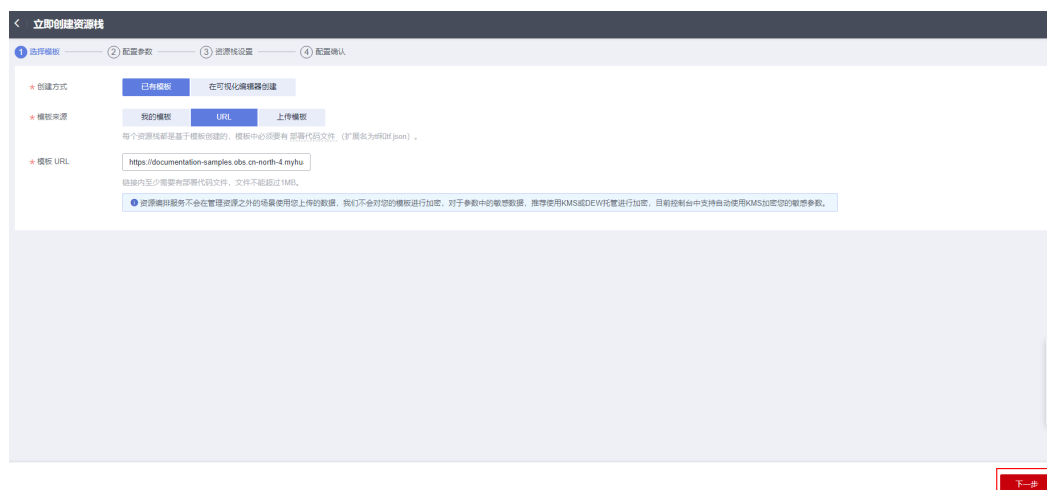 立即创建资源栈
1 选择模板 2 配置参数 3 资源栈设置 4 配置确认
* 创建方式 已有模板 在可视化编辑器创建
* 模板来源 我的模板 URL 上传模板
每个资源栈都是基于模板创建的，模板中必须要有 部署代码文件 （扩展名为tf和tf.json）。
* 模板 URL https://documentation-samples.obs.cn-north-4.myhu
链接内至少需要有部署代码文件，文件不能超过1MB。
资源编排服务不会在管理资源之外的场景使用您上传的数据，我们不会对您的模板进行加密，对于参数中的敏感数据，推荐使用KMS或DEW托管进行加密，目前控制台中支持自动使用KMS加密您的敏感参数。
下一步